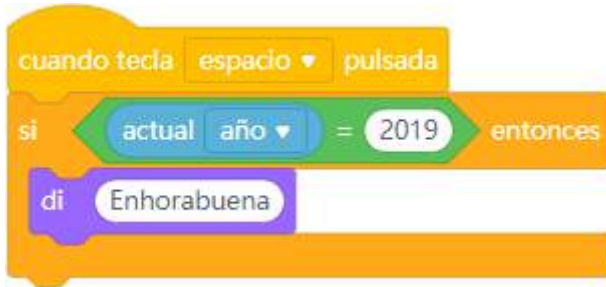 cuando tecla espacio pulsada
si actual año = 2019 entonces
di Enhorabuena